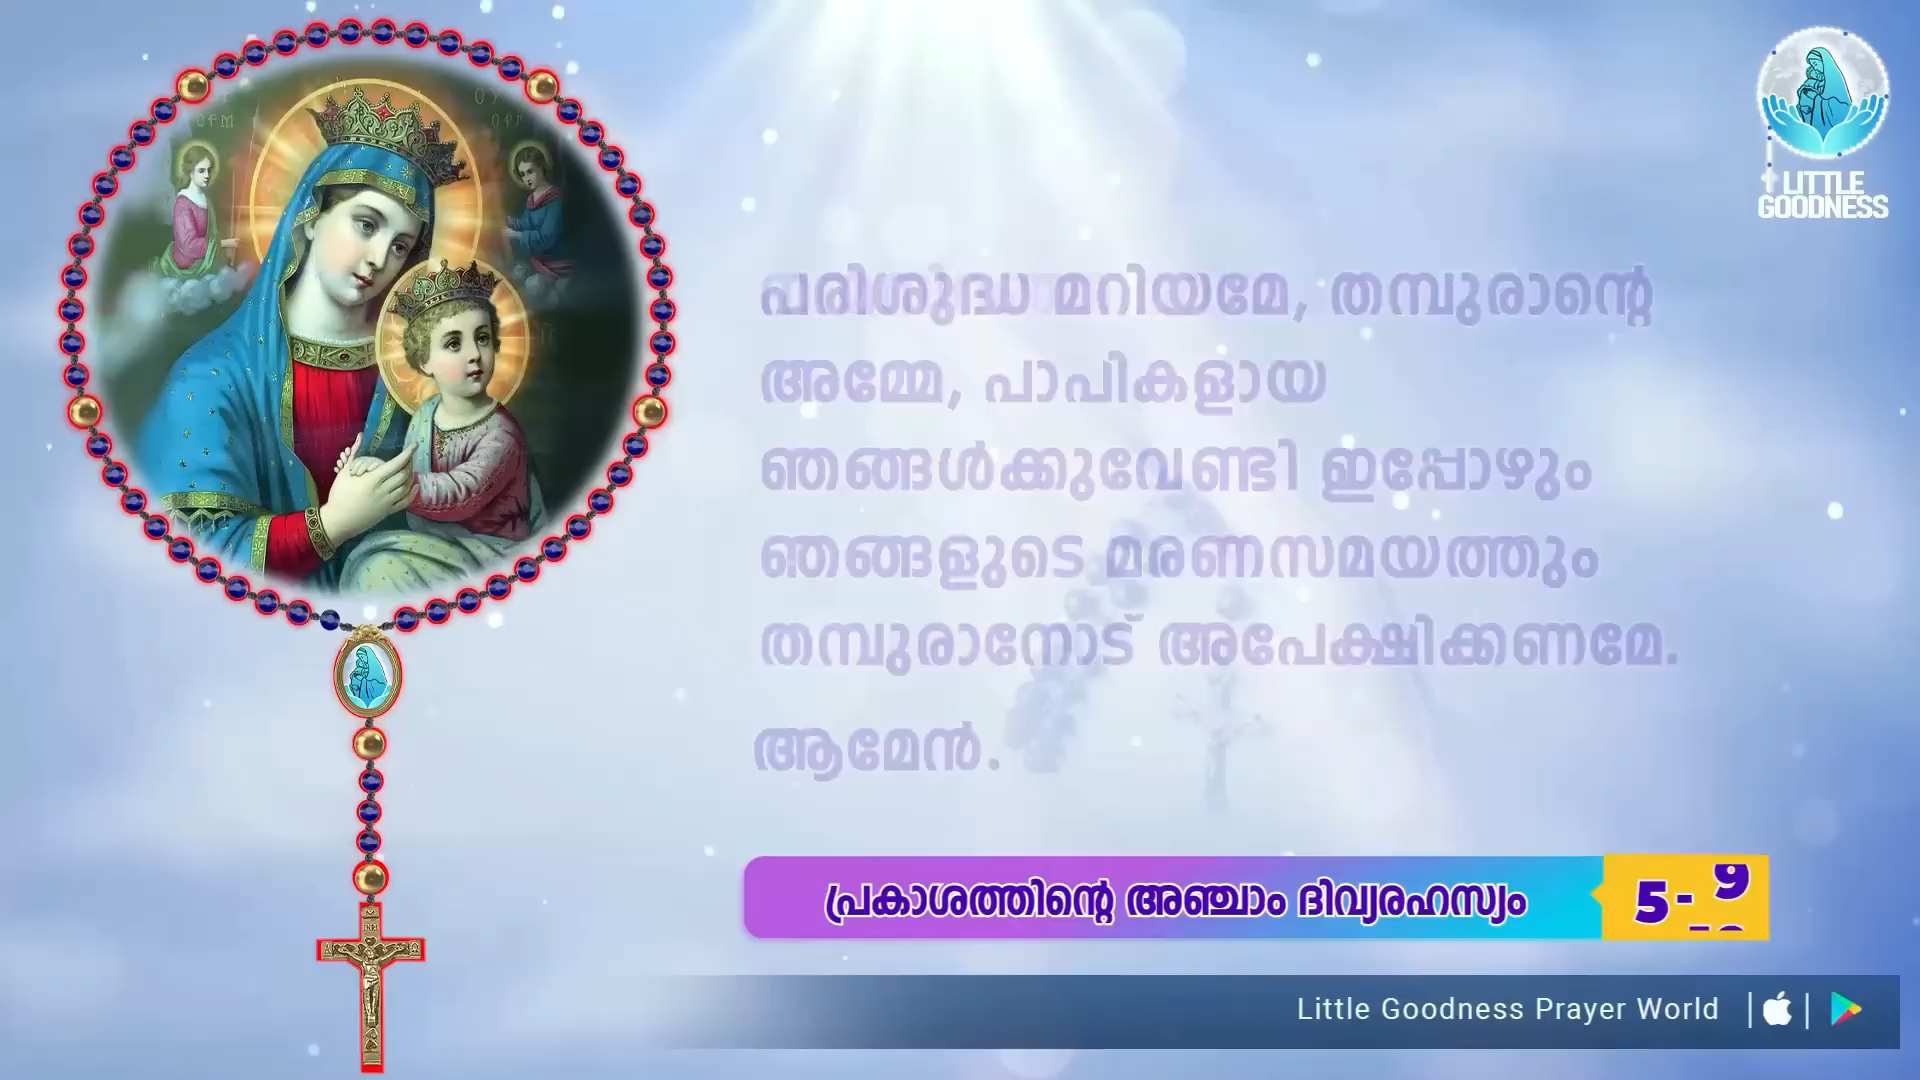 LITTLE
GOODNESS
പരിശുദ്ധ മറിയമേ, തമ്പുരാന്റെ
അമ്മേ, പാപികളായ
ഞങ്ങൾക്കുവേണ്ടി ഇപ്പോഴും
ഞങ്ങളുടെ മരണസമയത്തും
തമ്പുരാനോട് അപേക്ഷിക്കണമേ.
ആമേൻ.
പ്രകാശത്തിന്റെ അഞ്ചാം ദിവ്യരഹസ്യം 5- 9
Little Goodness Prayer World